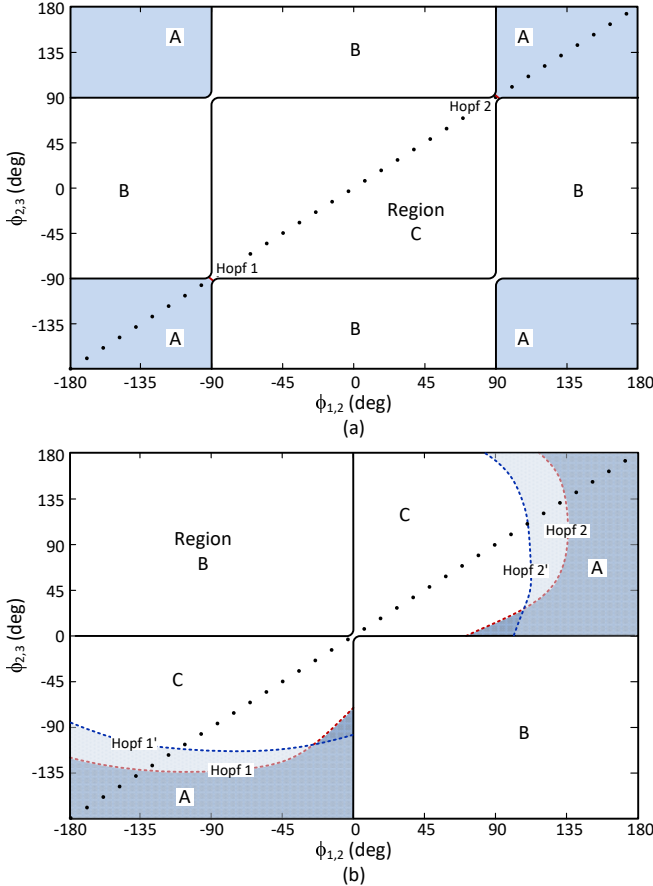 180
135
90
45
0
-45
-90
-135
ϕ2,3 (deg)
A
B
A
Hopf 2
B
Region
C
B
Hopf 1
A
B
A
-180
-135
-90
-45
0
45
90
135
180
ϕ1,2 (deg)
(a)
180
135
90
45
0
-45
-90
-135
ϕ2,3 (deg)
Region
B
C
Hopf 2
Hopf 2'
A
C
Hopf 1'
Hopf 1
A
B
-180
-135
-90
-45
0
45
90
135
180
ϕ1,2 (deg)
(b)